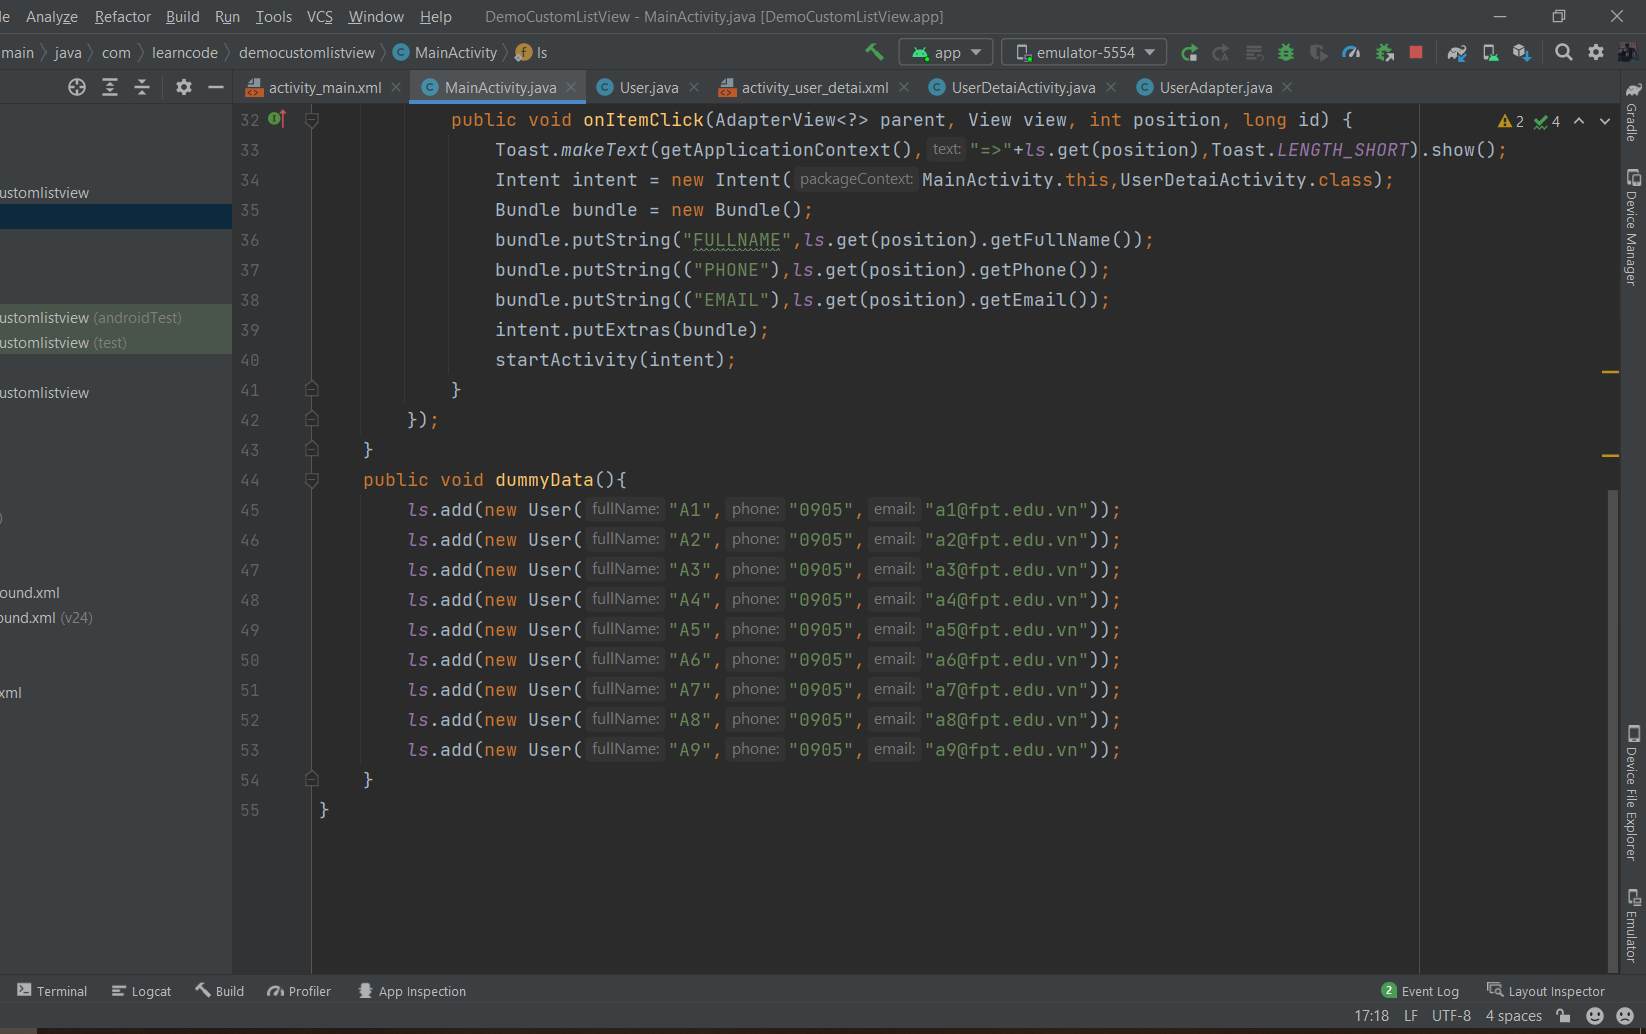 le Analyze Refactor Build Run Tools VCS Window Help DemoCustomListView - MainActivity.java [DemoCustomListView.app]
main java com learncode democustomlistview C MainActivity f ls app emulator-5554
activity_main.xml C MainActivity.java C User.java activity_user_detai.xml C UserDetaiActivity.java C UserAdapter.java
32 public void onItemClick(AdapterView<?> parent, View view, int position, long id) { 2 4
33 Toast.makeText(getApplicationContext(), text: "=>"+ls.get(position),Toast.LENGTH_SHORT).show();
34 Intent intent = new Intent( packageContext: MainActivity.this,UserDetaiActivity.class);
35 Bundle bundle = new Bundle();
36 bundle.putString("FULLNAME",ls.get(position).getFullName());
37 bundle.putString(("PHONE"),ls.get(position).getPhone());
38 bundle.putString(("EMAIL"),ls.get(position).getEmail());
39 intent.putExtras(bundle);
40 startActivity(intent);
41 }
42 });
43 }
44 public void dummyData(){
45 ls.add(new User( fullName: "A1", phone: "0905", email: "a1@fpt.edu.vn"));
46 ls.add(new User( fullName: "A2", phone: "0905", email: "a2@fpt.edu.vn"));
47 ls.add(new User( fullName: "A3", phone: "0905", email: "a3@fpt.edu.vn"));
48 ls.add(new User( fullName: "A4", phone: "0905", email: "a4@fpt.edu.vn"));
49 ls.add(new User( fullName: "A5", phone: "0905", email: "a5@fpt.edu.vn"));
50 ls.add(new User( fullName: "A6", phone: "0905", email: "a6@fpt.edu.vn"));
51 ls.add(new User( fullName: "A7", phone: "0905", email: "a7@fpt.edu.vn"));
52 ls.add(new User( fullName: "A8", phone: "0905", email: "a8@fpt.edu.vn"));
53 ls.add(new User( fullName: "A9", phone: "0905", email: "a9@fpt.edu.vn"));
54 }
55 }
ustomlistview
ustomlistview (androidTest)
ustomlistview (test)
ustomlistview
)
ound.xml
ound.xml (v24)
xml
Gradle
Device Manager
Device File Explorer
Emulator
Terminal Logcat Build Profiler App Inspection 2 Event Log Layout Inspector
17:18 LF UTF-8 4 spaces